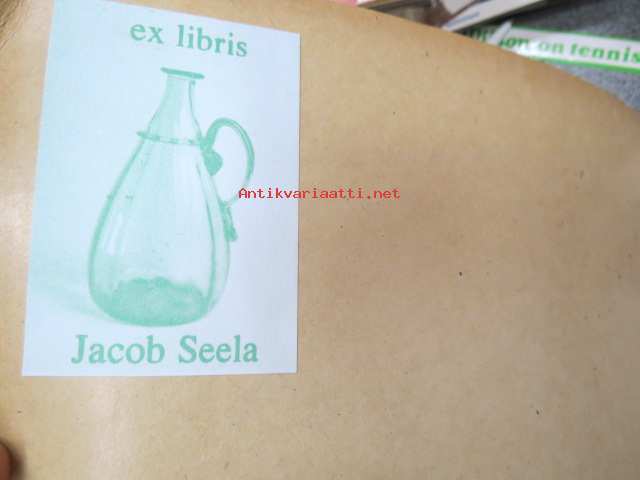 ex libris
on tennis
Antikvariaatti.net
Jacob Seela